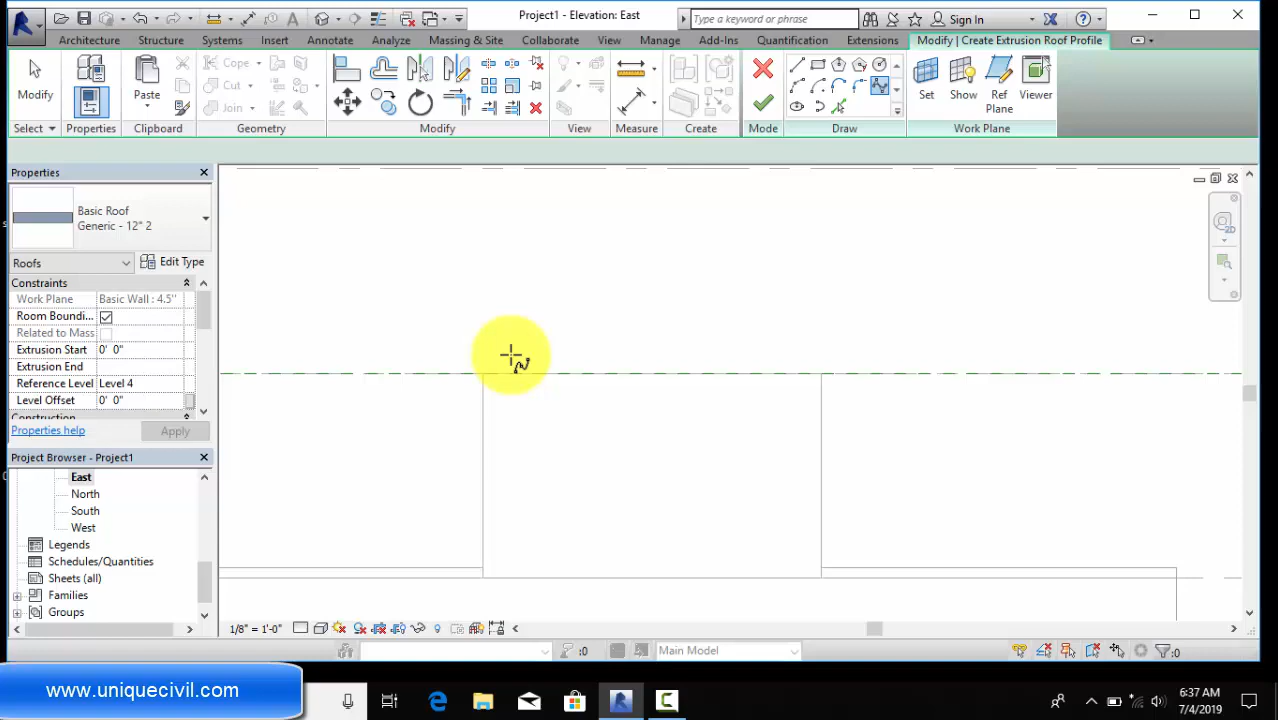 Project1 - Elevation: East
Type a keyword or phrase
Sign In
Architecture Structure Systems Insert Annotate Analyze Massing & Site Collaborate View Manage Add-Ins Quantification Extensions Modify | Create Extrusion Roof Profile
Modify
Paste
Cope
Cut
Join
Set
Show
Ref
Plane
Viewer
Select Properties Clipboard Geometry Modify View Measure Create Mode Draw Work Plane
Properties
Basic Roof
Generic - 12" 2
Roofs
Edit Type
Constraints
Work Plane Basic Wall : 4.5"
Room Boundi...
Related to Mass
Extrusion Start 0' 0"
Extrusion End
Reference Level Level 4
Level Offset 0' 0"
Construction
Properties help
Apply
Project Browser - Project1
East
North
South
West
Legends
Schedules/Quantities
Sheets (all)
Families
Groups
1/8" = 1'-0"
:0
Main Model
:0
2D
www.uniquecivil.com
6:37 AM
7/4/2019